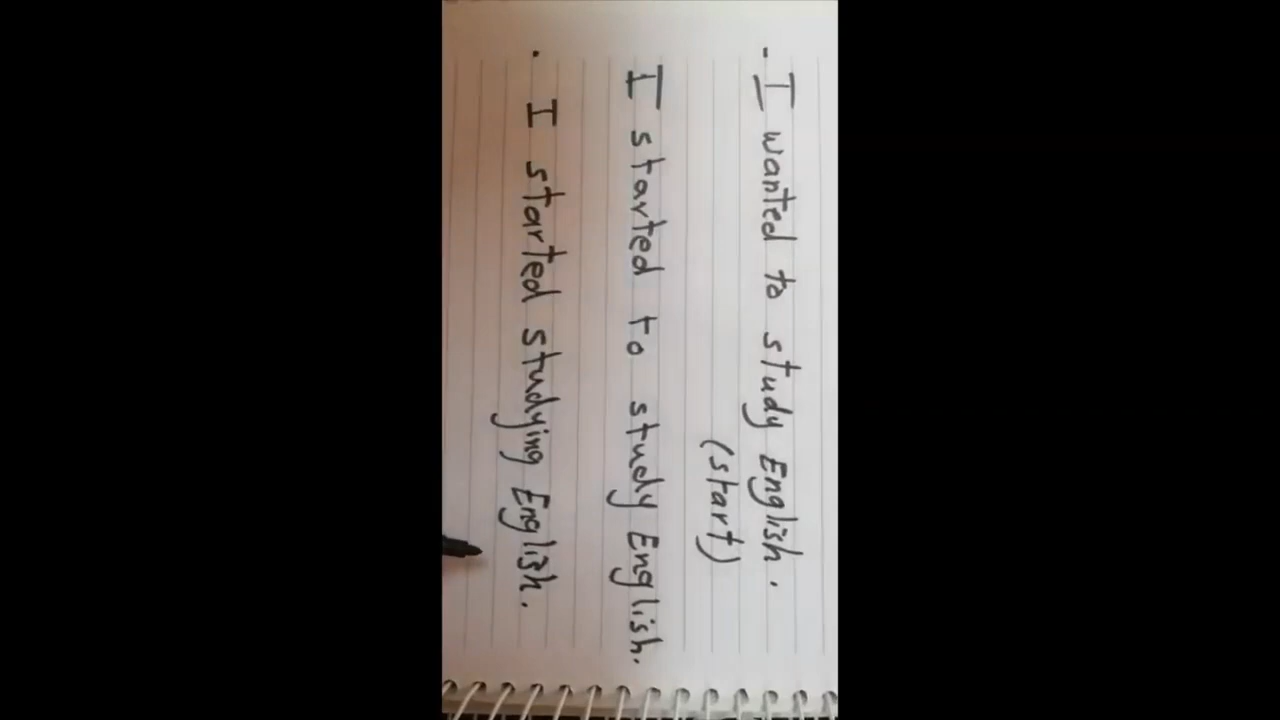 - I wanted to study English.
(start)
I started to study English.
. I started studying English.